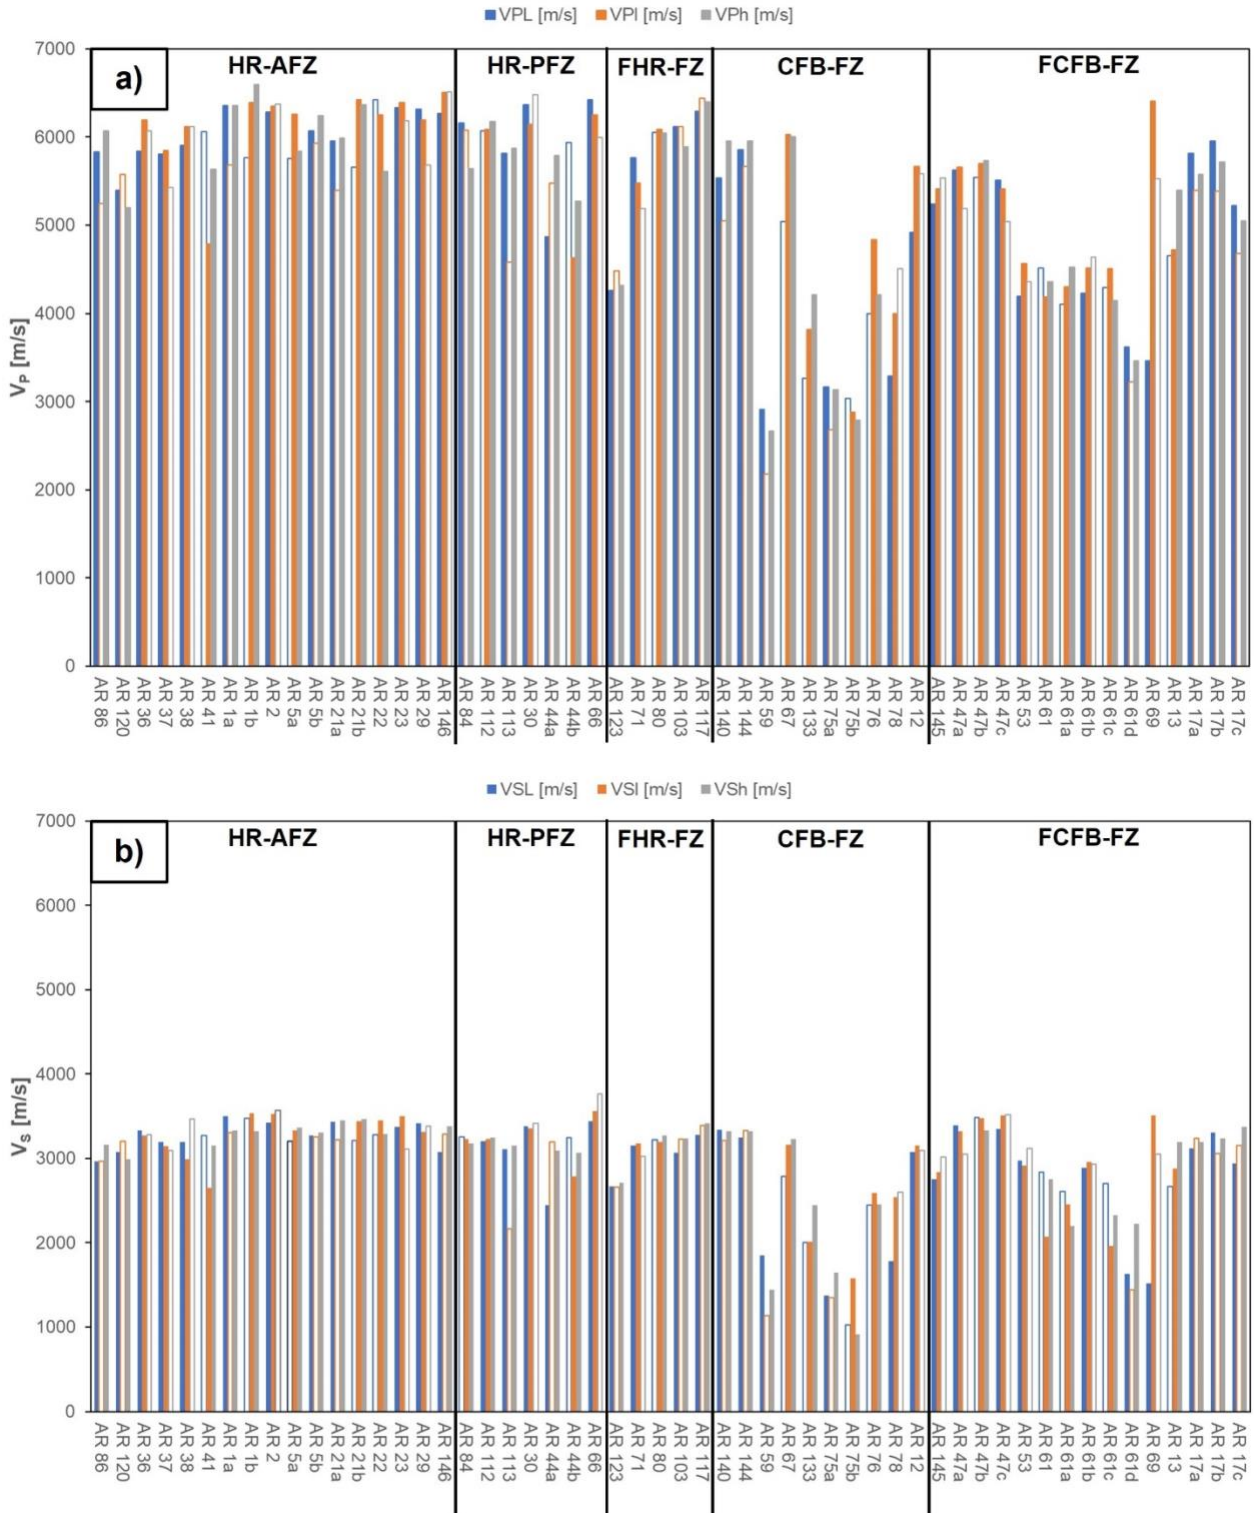 VPL [m/s] VPl [m/s] VPh [m/s]
a)
HR-AFZ HR-PFZ FHR-FZ CFB-FZ FCFB-FZ
7000
6000
5000
4000
3000
2000
1000
0
VP [m/s]
AR 86
AR 120
AR 36
AR 37
AR 38
AR 41
AR 1a
AR 1b
AR 2
AR 5a
AR 5b
AR 21a
AR 21b
AR 22
AR 23
AR 29
AR 146
AR 84
AR 112
AR 113
AR 30
AR 44a
AR 44b
AR 66
AR 123
AR 71
AR 80
AR 103
AR 117
AR 140
AR 144
AR 59
AR 67
AR 133
AR 75a
AR 75b
AR 76
AR 78
AR 12
AR 145
AR 47a
AR 47b
AR 47c
AR 53
AR 61
AR 61a
AR 61b
AR 61c
AR 61d
AR 69
AR 13
AR 17a
AR 17b
AR 17c
VSL [m/s] VSl [m/s] VSh [m/s]
b)
HR-AFZ HR-PFZ FHR-FZ CFB-FZ FCFB-FZ
7000
6000
5000
4000
3000
2000
1000
0
VS [m/s]
AR 86
AR 120
AR 36
AR 37
AR 38
AR 41
AR 1a
AR 1b
AR 2
AR 5a
AR 5b
AR 21a
AR 21b
AR 22
AR 23
AR 29
AR 146
AR 84
AR 112
AR 113
AR 30
AR 44a
AR 44b
AR 66
AR 123
AR 71
AR 80
AR 103
AR 117
AR 140
AR 144
AR 59
AR 67
AR 133
AR 75a
AR 75b
AR 76
AR 78
AR 12
AR 145
AR 47a
AR 47b
AR 47c
AR 53
AR 61
AR 61a
AR 61b
AR 61c
AR 61d
AR 69
AR 13
AR 17a
AR 17b
AR 17c